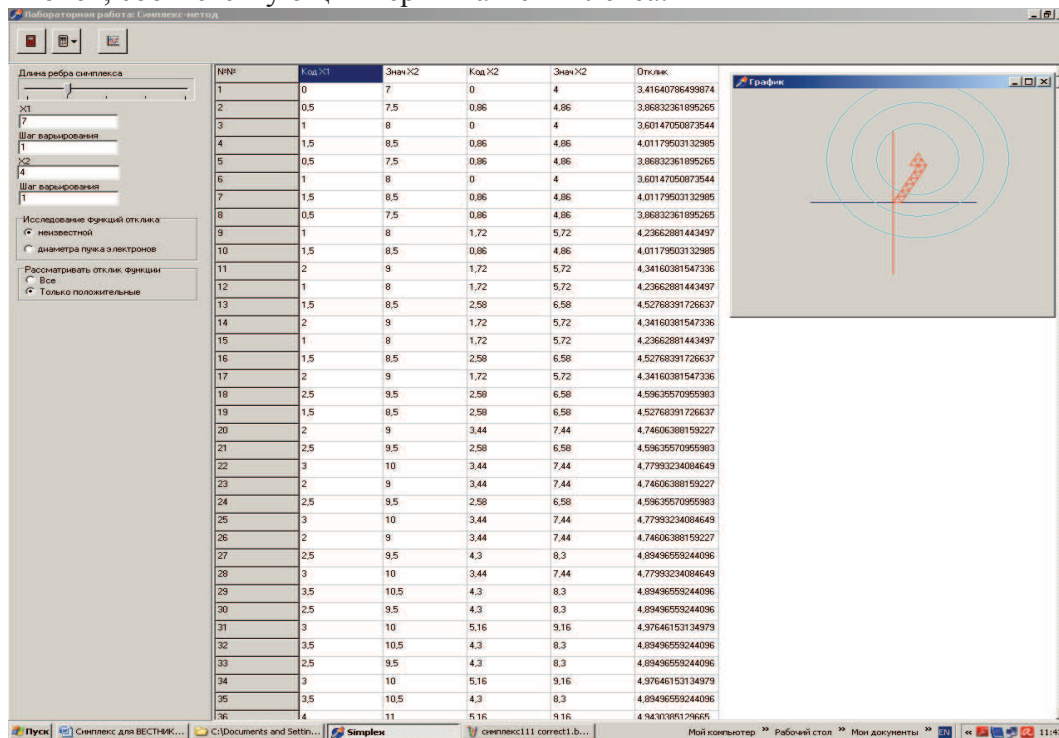 Лабораторная работа: Симплекс-метод
Длина ребра симплекса
X1
7
Шаг варьирования
1
X2
4
Шаг варьирования
1
Исследование функций отклика
неизвестной
диаметра пучка электронов
Рассматривать отклик функции
Все
Только положительные
№№ Код X1 Знач X2 Код X2 Знач X2 Отклик
1 0 7 0 4 3,41640786499874
2 0,5 7,5 0,86 4,86 3,86832361895265
3 1 8 0 4 3,60147050873544
4 1,5 8,5 0,86 4,86 4,01179503132985
5 0,5 7,5 0,86 4,86 3,86832361895265
6 1 8 0 4 3,60147050873544
7 1,5 8,5 0,86 4,86 4,01179503132985
8 0,5 7,5 0,86 4,86 3,86832361895265
9 1 8 1,72 5,72 4,23662881443497
10 1,5 8,5 0,86 4,86 4,01179503132985
11 2 9 1,72 5,72 4,34160381547336
12 1 8 1,72 5,72 4,23662881443497
13 1,5 8,5 2,58 6,58 4,52768391726637
14 2 9 1,72 5,72 4,34160381547336
15 1 8 1,72 5,72 4,23662881443497
16 1,5 8,5 2,58 6,58 4,52768391726637
17 2 9 1,72 5,72 4,34160381547336
18 2,5 9,5 2,58 6,58 4,59635570955983
19 1,5 8,5 2,58 6,58 4,52768391726637
20 2 9 3,44 7,44 4,74606388159227
21 2,5 9,5 2,58 6,58 4,59635570955983
22 3 10 3,44 7,44 4,77993234084649
23 2 9 3,44 7,44 4,74606388159227
24 2,5 9,5 2,58 6,58 4,59635570955983
25 3 10 3,44 7,44 4,77993234084649
26 2 9 3,44 7,44 4,74606388159227
27 2,5 9,5 4,3 8,3 4,89496559244096
28 3 10 3,44 7,44 4,77993234084649
29 3,5 10,5 4,3 8,3 4,89496559244096
30 2,5 9,5 4,3 8,3 4,89496559244096
31 3 10 5,16 9,16 4,97646153134979
32 3,5 10,5 4,3 8,3 4,89496559244096
33 2,5 9,5 4,3 8,3 4,89496559244096
34 3 10 5,16 9,16 4,97646153134979
35 3,5 10,5 4,3 8,3 4,89496559244096
36 4 11 5,16 9,16 4,9430385129665
График
Пуск Симплекс для ВЕСТНИК... C:\Documents and Settin... Simplex симплекс111 correct1.b... Мой компьютер » Рабочий стол » Мои документы » EN «